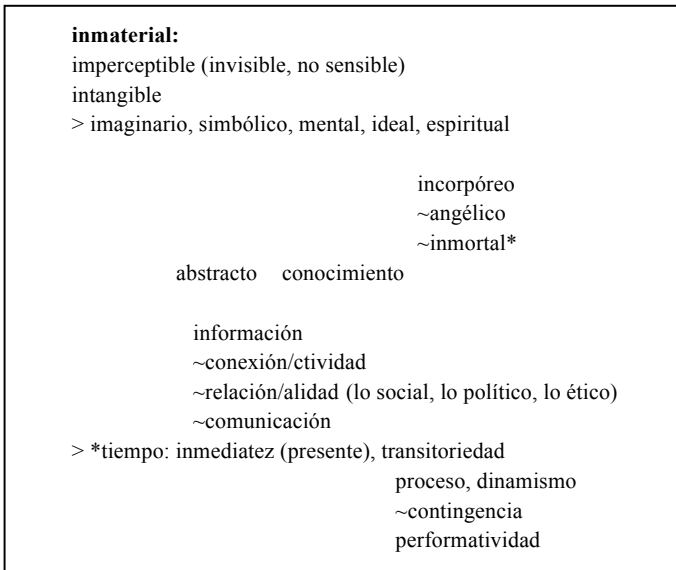 inmaterial:
imperceptible (invisible, no sensible)
intangible
> imaginario, simbólico, mental, ideal, espiritual
incorpóreo
~angélico
~inmortal*
abstracto conocimiento
información
~conexión/ctividad
~relación/alidad (lo social, lo político, lo ético)
~comunicación
> *tiempo: inmediatez (presente), transitoriedad
proceso, dinamismo
~contingencia
performatividad